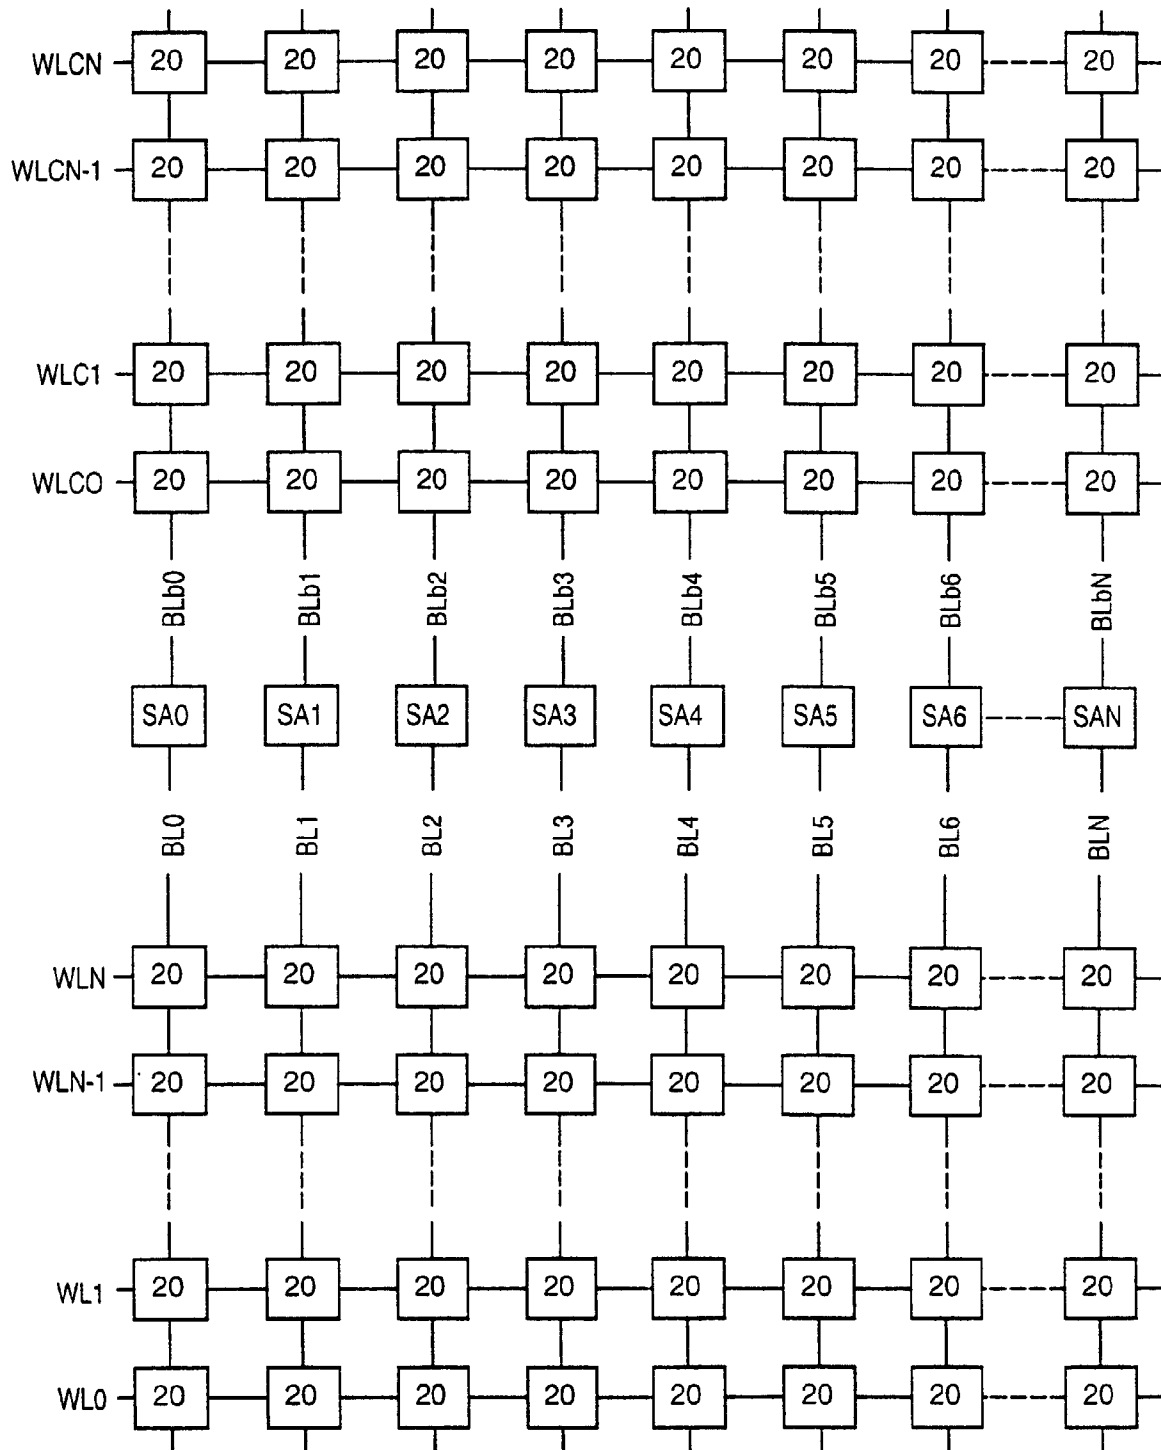 WLCN 20 20 20 20 20 20 20 20
WLCN-1 20 20 20 20 20 20 20 20
WLC1 20 20 20 20 20 20 20 20
WLCO 20 20 20 20 20 20 20 20
BLb0 BLb1 BLb2 BLb3 BLb4 BLb5 BLb6 BLbN
SA0 SA1 SA2 SA3 SA4 SA5 SA6 SAN
BL0 BL1 BL2 BL3 BL4 BL5 BL6 BLN
WLN 20 20 20 20 20 20 20 20
WLN-1 20 20 20 20 20 20 20 20
WL1 20 20 20 20 20 20 20 20
WL0 20 20 20 20 20 20 20 20